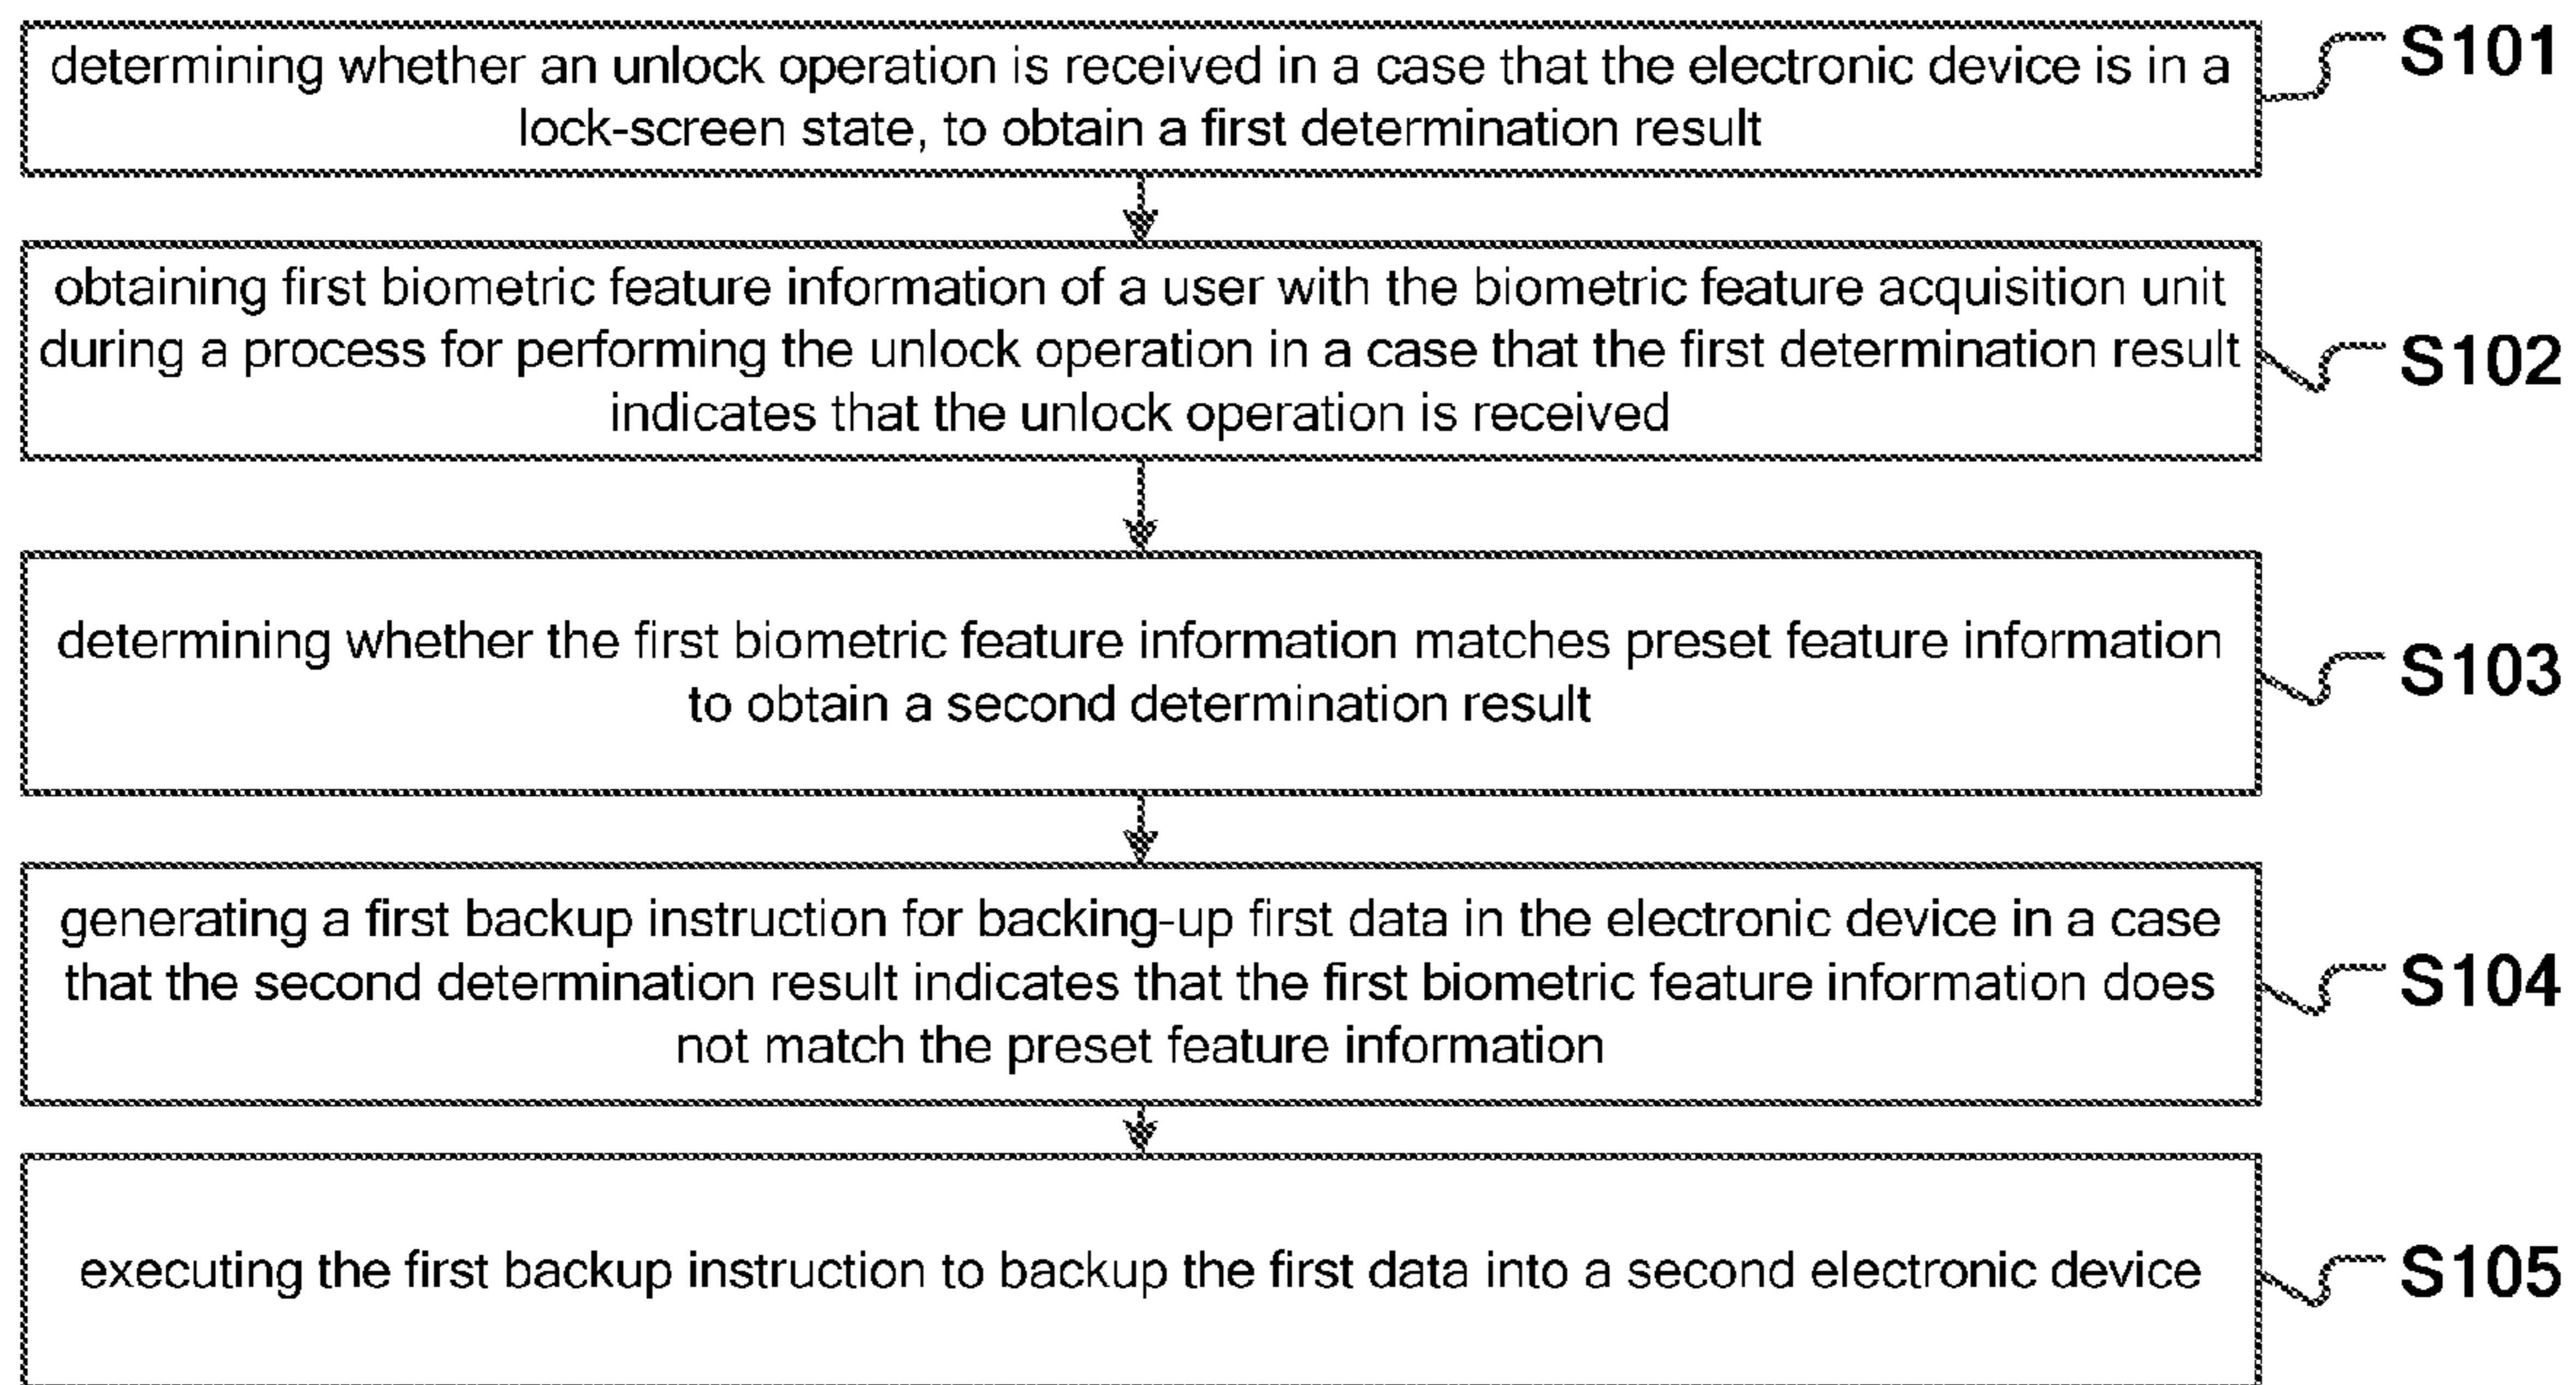 determining whether an unlock operation is received in a case that the electronic device is in a
lock-screen state, to obtain a first determination result
S101
obtaining first biometric feature information of a user with the biometric feature acquisition unit
during a process for performing the unlock operation in a case that the first determination result
indicates that the unlock operation is received
S102
determining whether the first biometric feature information matches preset feature information
to obtain a second determination result
S103
generating a first backup instruction for backing-up first data in the electronic device in a case
that the second determination result indicates that the first biometric feature information does
not match the preset feature information
S104
executing the first backup instruction to backup the first data into a second electronic device
S105